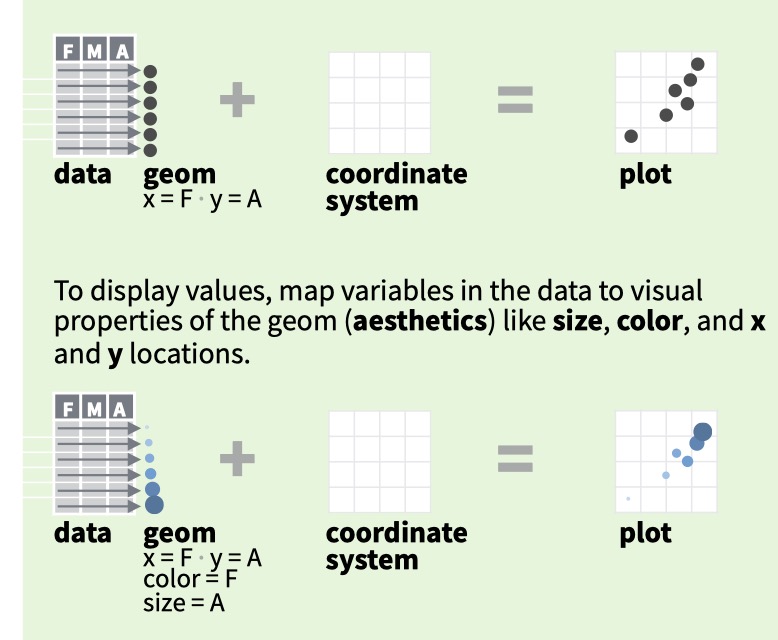 F M A
data geom coordinate plot
x = F · y = A system
To display values, map variables in the data to visual
properties of the geom (aesthetics) like size, color, and x
and y locations.
F M A
data geom coordinate plot
x = F · y = A system
color = F
size = A